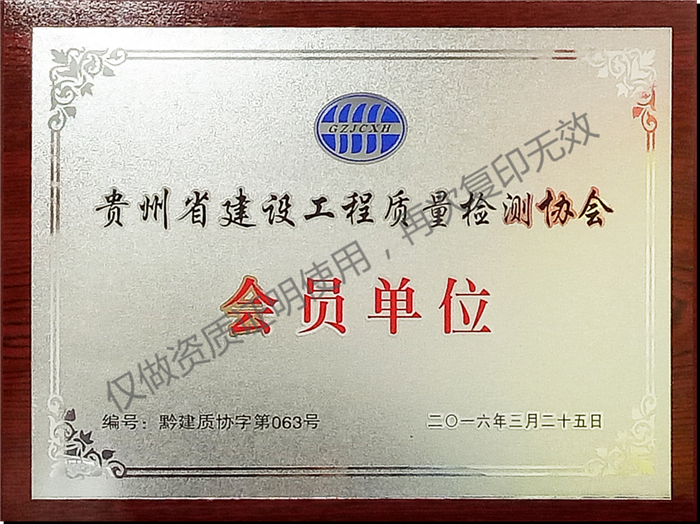 GZJCXH
贵州省建设工程质量检测协会
会员单位
编号：黔建质协字第063号
二〇一六年三月二十五日
仅做资质证明使用，再次复印无效